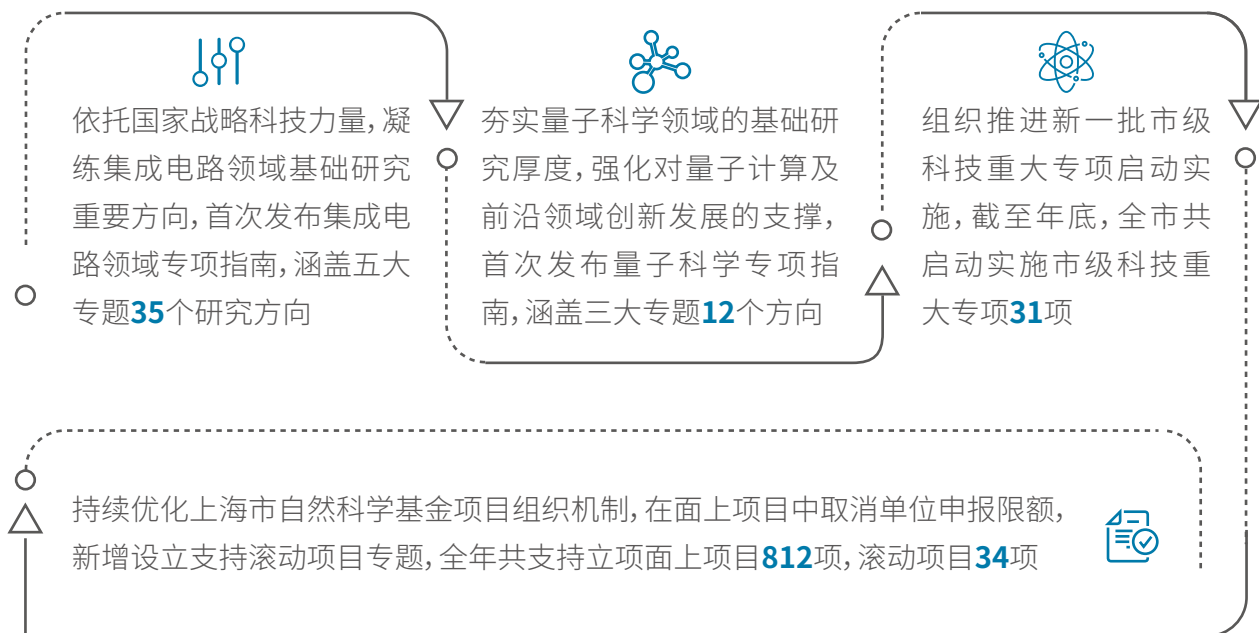 依托国家战略科技力量，凝
练集成电路领域基础研究
重要方向，首次发布集成电
路领域专项指南，涵盖五大
专题35个研究方向
夯实量子科学领域的基础研
究厚度，强化对量子计算及
前沿领域创新发展的支撑，
首次发布量子科学专项指
南，涵盖三大专题12个方向
组织推进新一批市级
科技重大专项启动实
施，截至年底，全市共
启动实施市级科技重
大专项31项
持续优化上海市自然科学基金项目组织机制，在面上项目中取消单位申报限额，
新增设立支持滚动项目专题，全年共支持立项面上项目812项，滚动项目34项